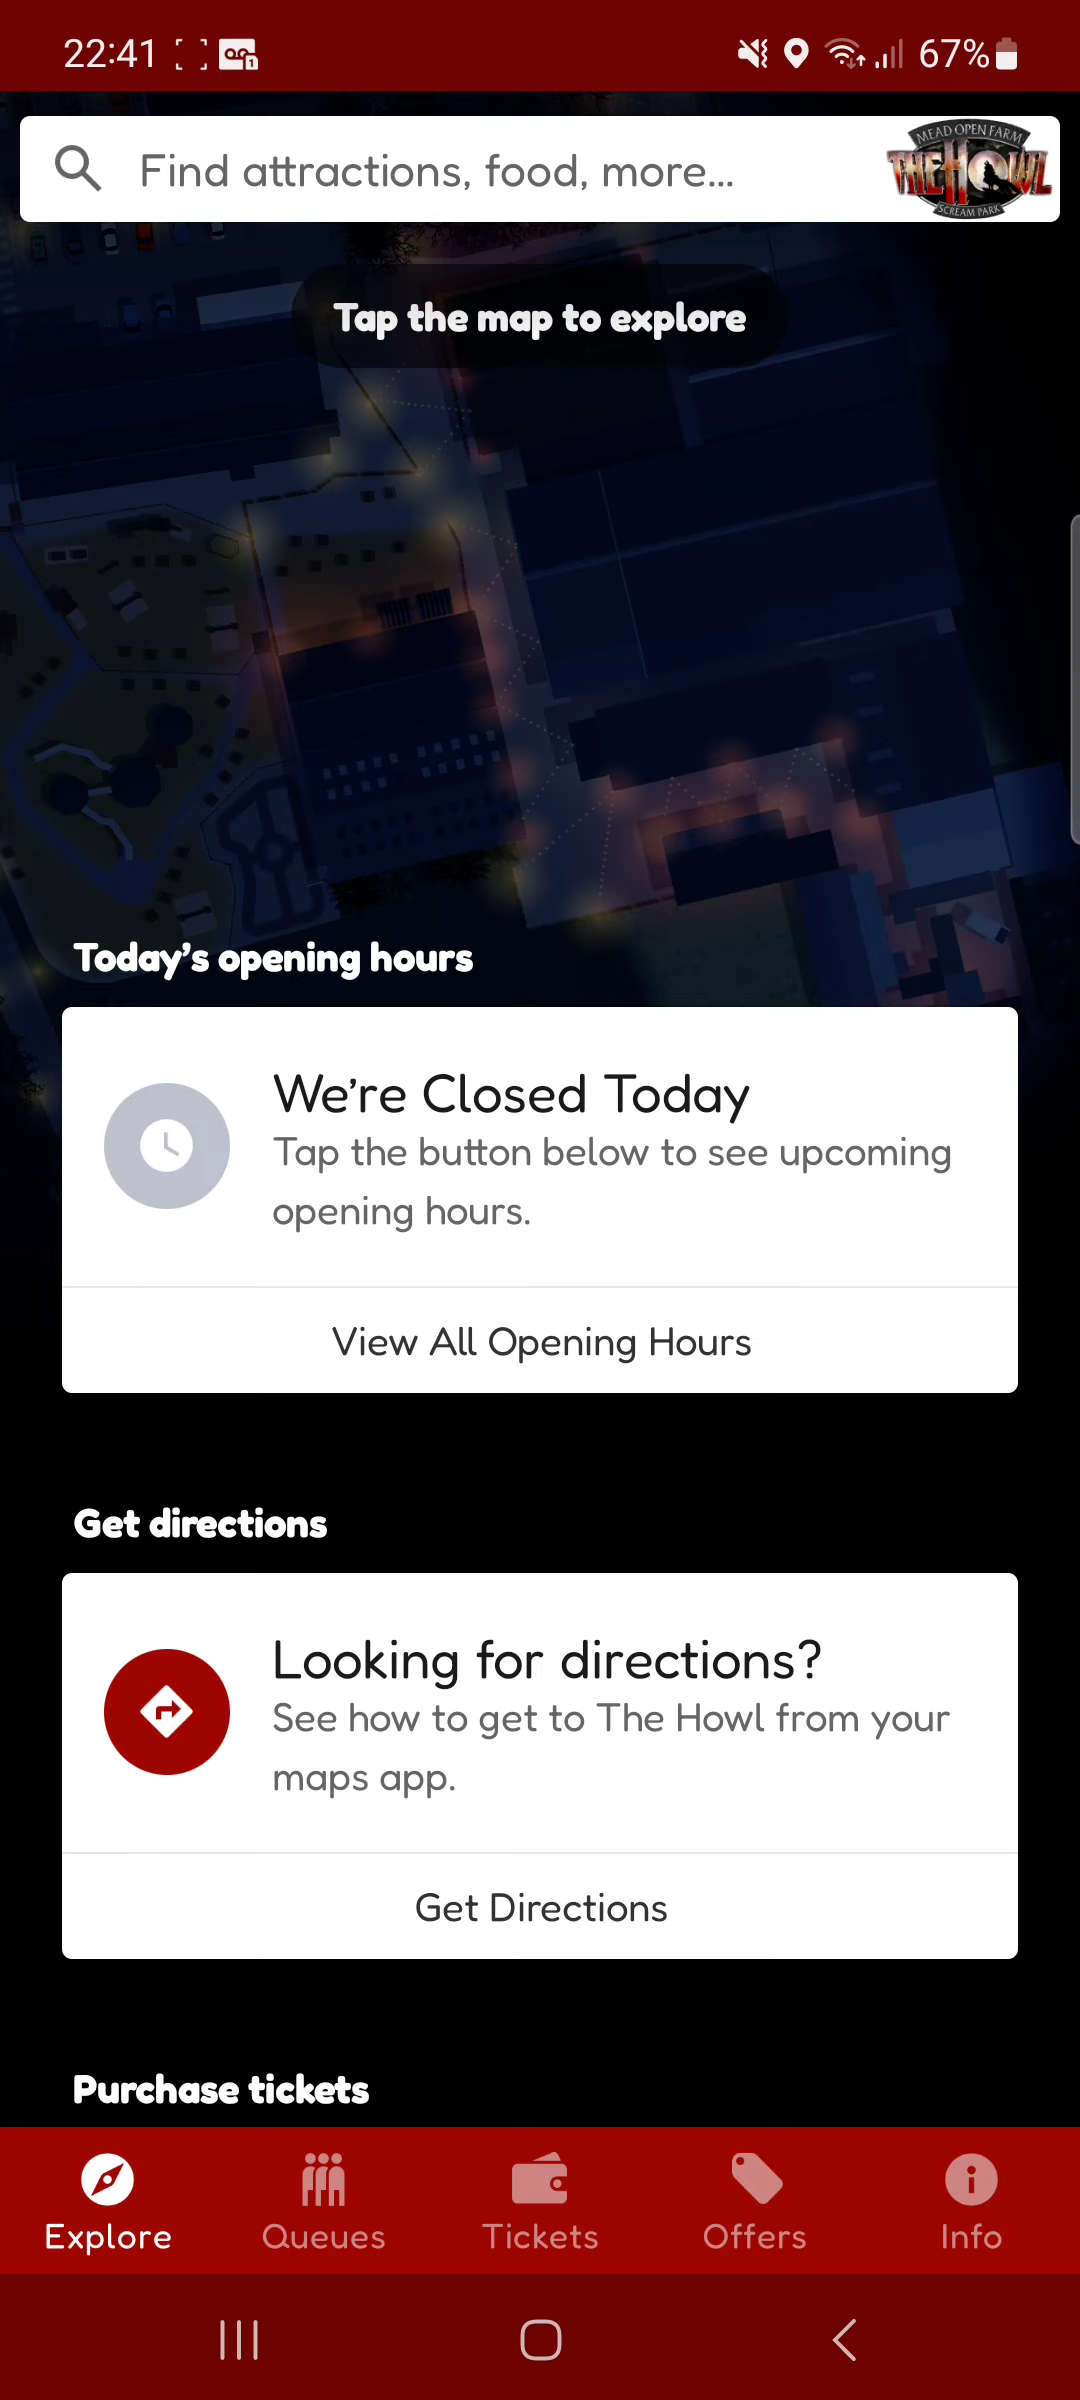 22:41
67%
Find attractions, food, more...
MEAD OPEN FARM
THE HOWL
SCREAM PARK
Tap the map to explore
Today's opening hours
We're Closed Today
Tap the button below to see upcoming
opening hours.
View All Opening Hours
Get directions
Looking for directions?
See how to get to The Howl from your
maps app.
Get Directions
Purchase tickets
Explore
Queues
Tickets
Offers
Info